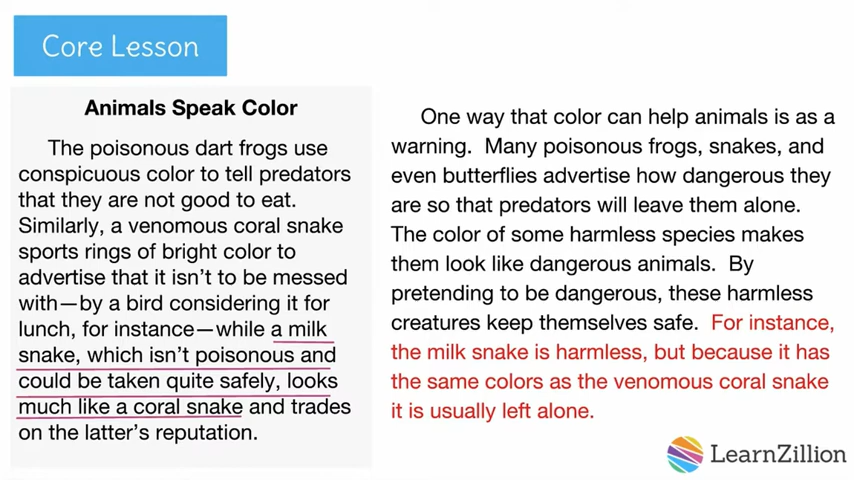 Core Lesson
Animals Speak Color
The poisonous dart frogs use
conspicuous color to tell predators
that they are not good to eat.
Similarly, a venomous coral snake
sports rings of bright color to
advertise that it isn't to be messed
with—by a bird considering it for
lunch, for instance—while a milk
snake, which isn't poisonous and
could be taken quite safely, looks
much like a coral snake and trades
on the latter's reputation.
One way that color can help animals is as a
warning. Many poisonous frogs, snakes, and
even butterflies advertise how dangerous they
are so that predators will leave them alone.
The color of some harmless species makes
them look like dangerous animals. By
pretending to be dangerous, these harmless
creatures keep themselves safe. For instance,
the milk snake is harmless, but because it has
the same colors as the venomous coral snake
it is usually left alone.
LearnZillion